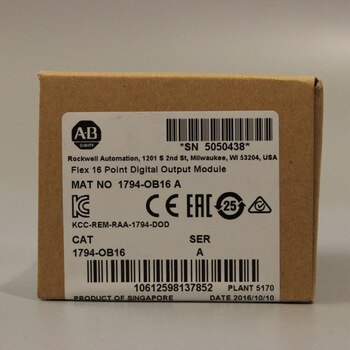 A-B
QUALITY
*SN 5050438*
Rockwell Automation, 1201 S 2nd St, Milwaukee, WI 53204, USA
Flex 16 Point Digital Output Module
MAT NO 1794-OB16 A
25
KCC-REM-RAA-1794-DOD
CAT SER
1794-OB16 A
10612598137852
PLANT 5170
PRODUCT OF SINGAPORE DATE 2016/10/10